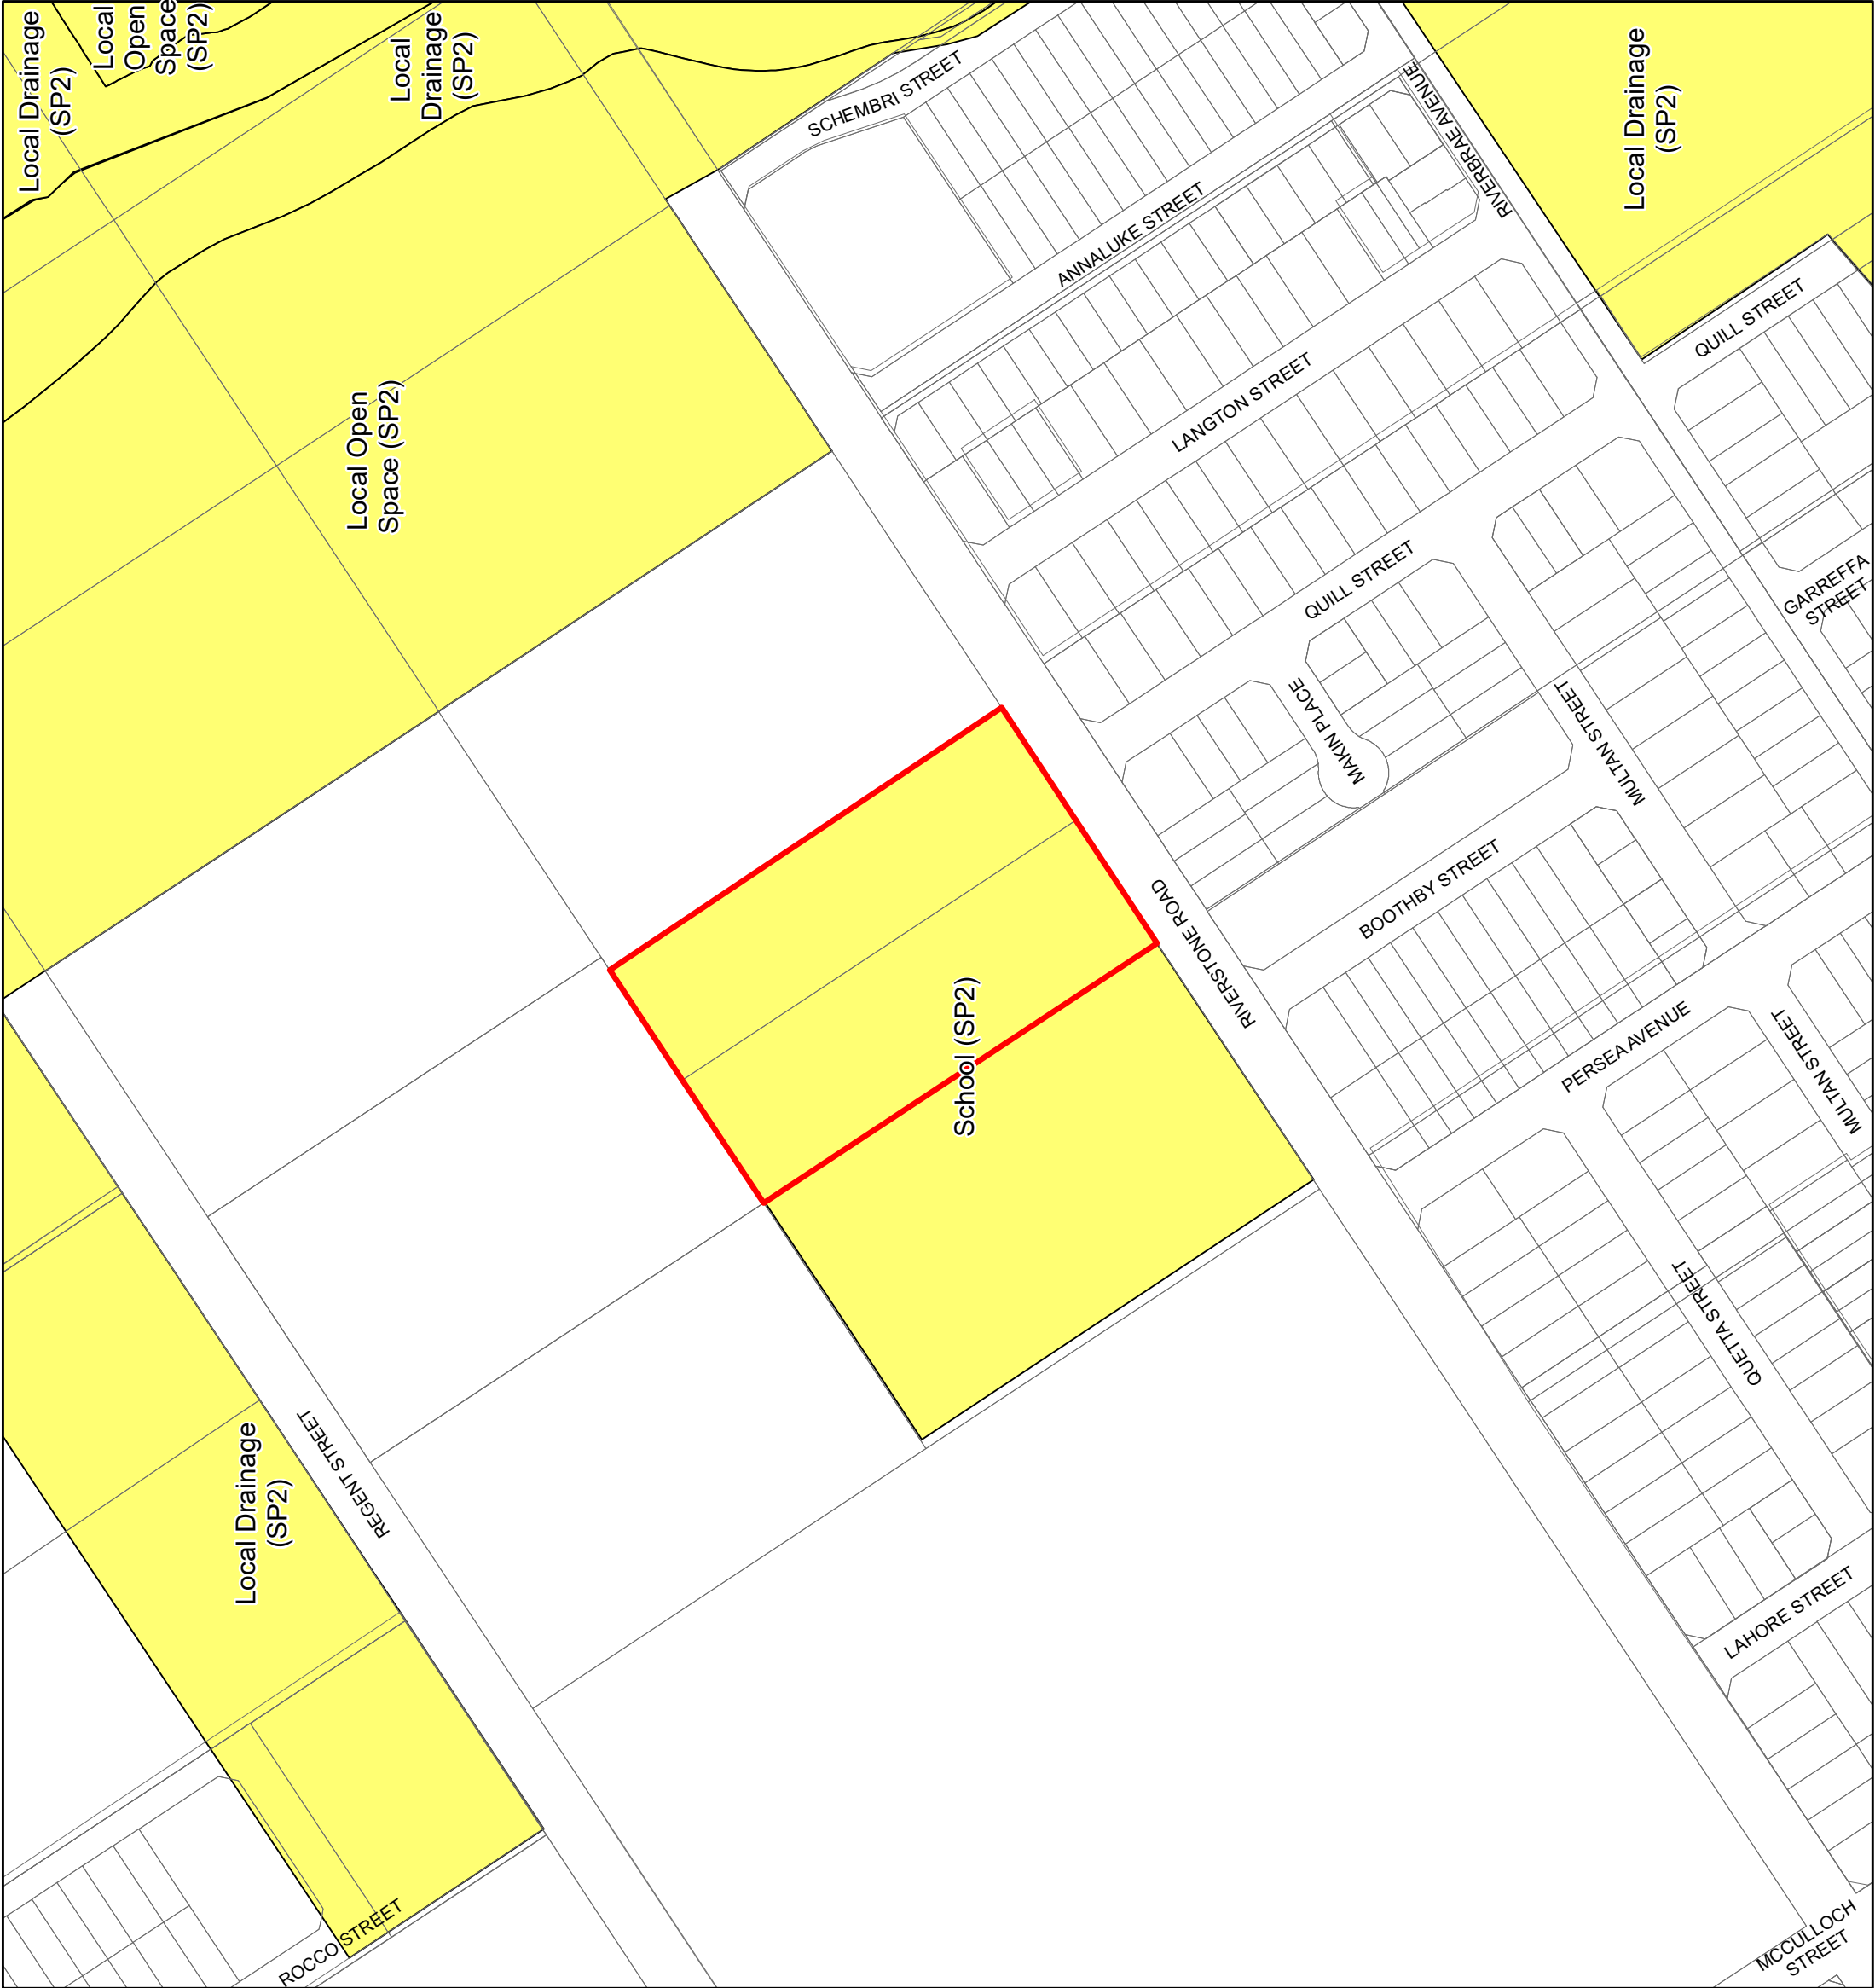 Local Drainage
(SP2)
Local
Open
Space
(SP2)
Local
Drainage
(SP2)
SCHEMBRI STREET
RIVERBRAE AVENUE
Local Drainage
(SP2)
ANNALUKE STREET
QUILL STREET
LANGTON STREET
Local Open
Space (SP2)
QUILL STREET
GARREFFA
STREET
MAKIN PLACE
MULTAN STREET
BOOTHBY STREET
RIVERSTONE ROAD
School (SP2)
PERSEA AVENUE
MULTAN STREET
QUETTA STREET
REGENT STREET
Local Drainage
(SP2)
LAHORE STREET
ROCCO STREET
MCCULLOCH
STREET